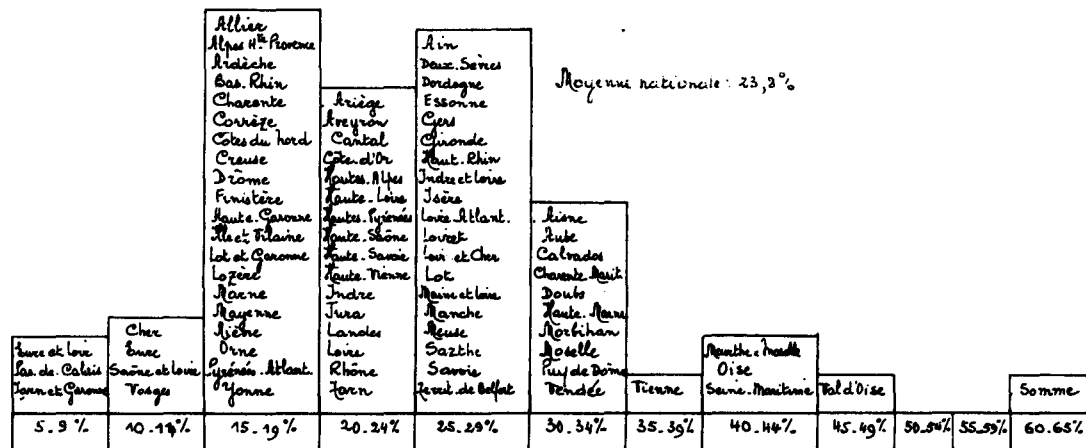 Allier
Alpes Hte Provence
Ardèche
Bas. Rhin
Charente
Corrèze
Côtes du Nord
Creuse
Drôme
Finistère
Haute-Garonne
Ille et Vilaine
Lot et Garonne
Lozère
Marne
Mayenne
Nièvre
Orne
Pyrénés. Atlant.
Yonne
Ariège
Aveyron
Cantal
Côte. d'Or
Hautes. Alpes
Haute. Loire
Hautes. Pyrénées
Haute. Saône
Haute. Savoie
Haute. Vienne
Indre
Jura
Landes
Loire
Rhône
Tarn
Ain
Deux. Sèvres
Dordogne
Essonne
Gers
Gironde
Haut. Rhin
Indre et Loire
Isère
Loire Atlant.
Loiret
Loir et Cher
Lot
Maine et Loire
Manche
Meuse
Sarthe
Savoie
Territ. de Belfort
Moyenne nationale : 23,8%
Aisne
Aube
Calvados
Charente Marit
Doubs
Haute. Marne
Morbihan
Moselle
Puy de Dôme
Vendée
Eure et Loir
Pas. de. Calais
Tarn et Garonne
Cher
Eure
Saône et Loire
Vosges
Vienne
Meurthe. Moselle
Oise
Seine. Maritime
Val d'Oise
Somme
5-9% 10-14% 15-19% 20-24% 25-29% 30-34% 35-39% 40-44% 45-49% 50-54% 55-59% 60.65%